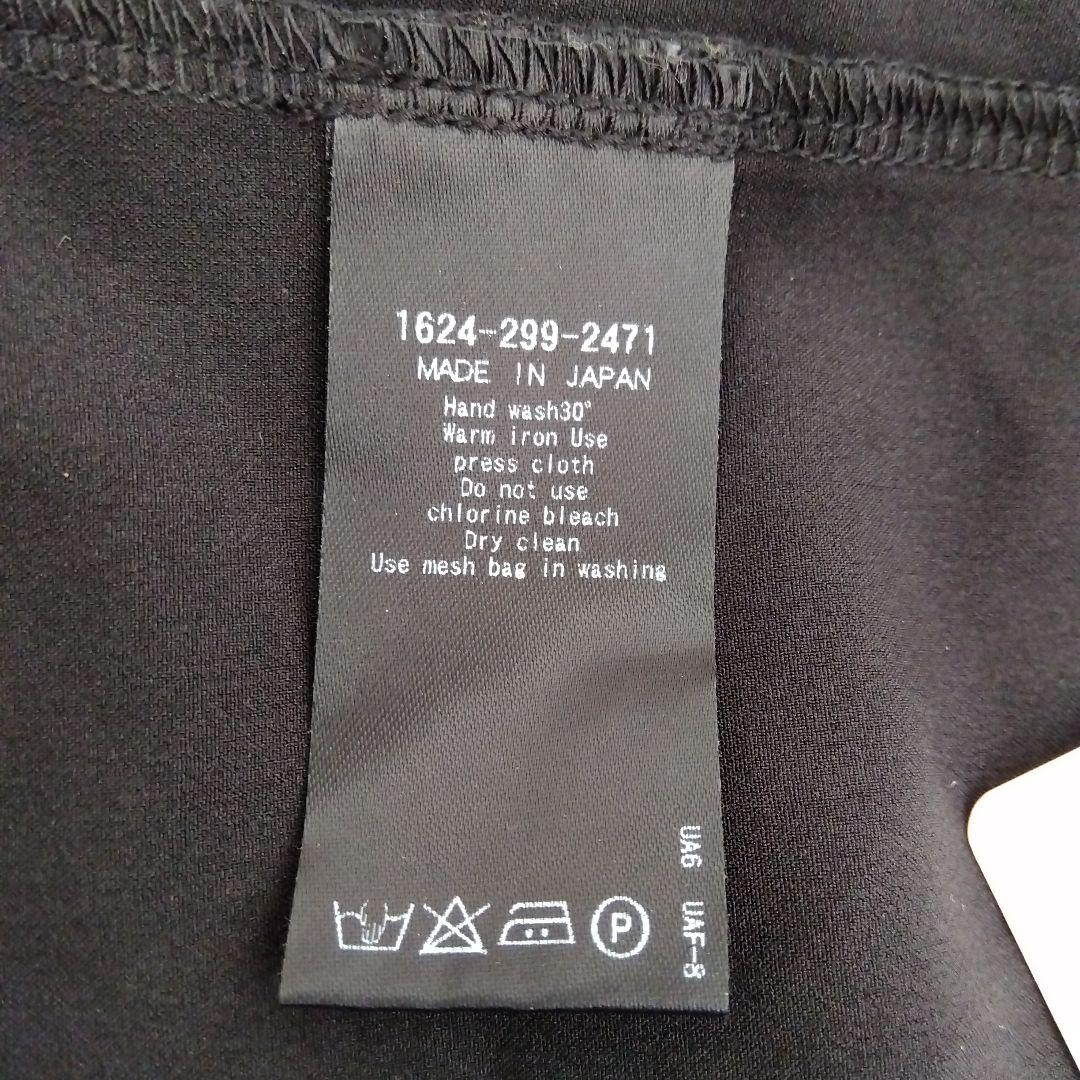 1624-299-2471
MADE IN JAPAN
Hand wash30°
Warm iron Use
press cloth
Do not use
chlorine bleach
Dry clean
Use mesh bag in washing
UA6 UAF-8
P